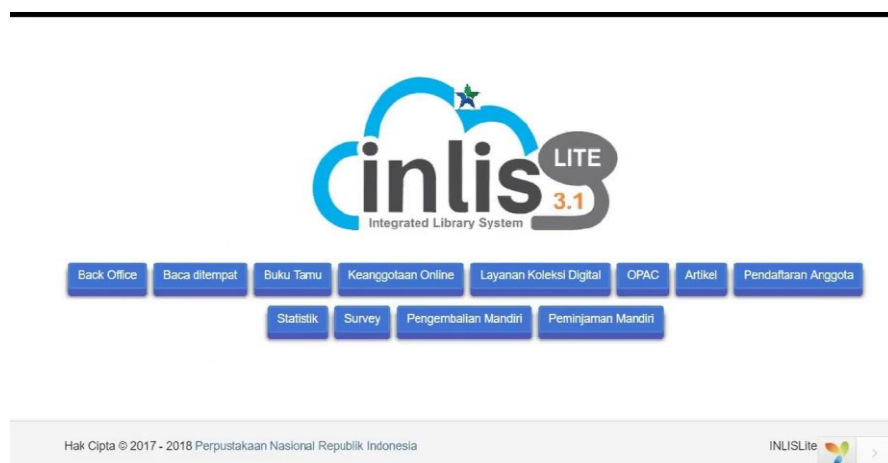 inlis LITE 3.1
Integrated Library System
Back Office Baca ditempat Buku Tamu Keanggotaan Online Layanan Koleksi Digital OPAC Artikel Pendaftaran Anggota
Statistik Survey Pengembalian Mandiri Peminjaman Mandiri
Hak Cipta © 2017 - 2018 Perpustakaan Nasional Republik Indonesia INLISLite